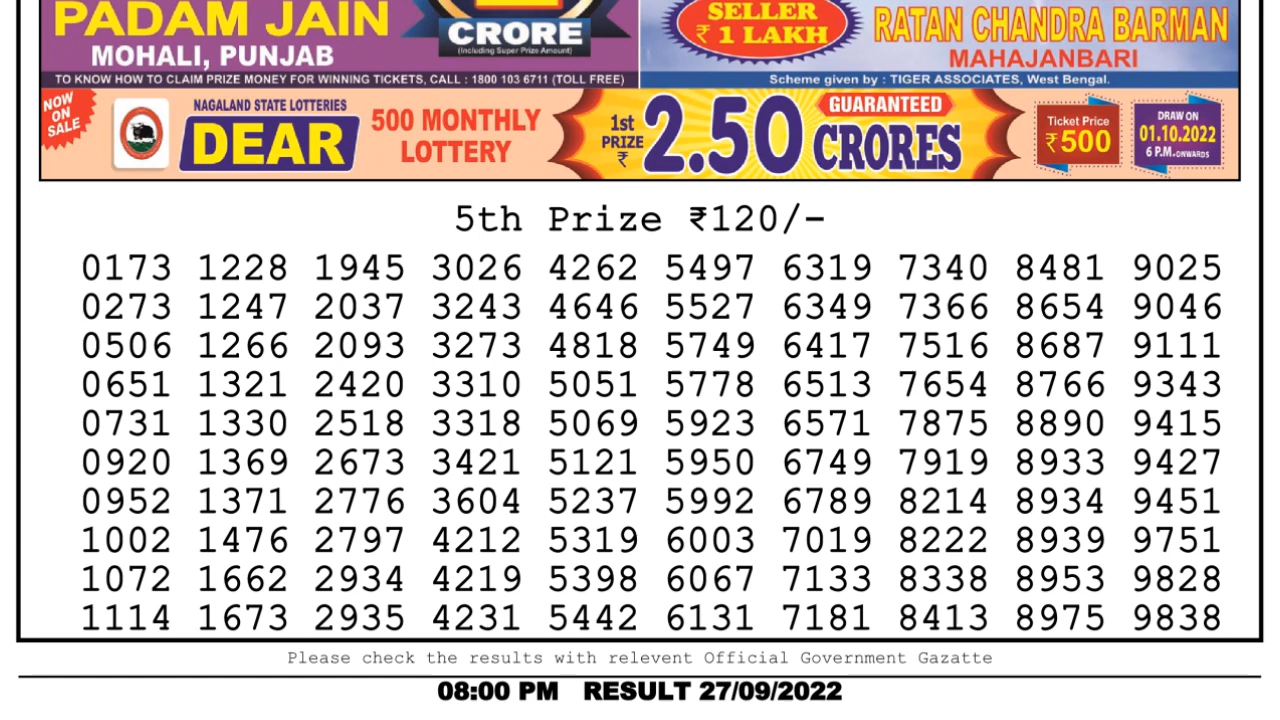 PADAM JAIN
MOHALI, PUNJAB
CRORE
(Including Super Prize Amount)
TO KNOW HOW TO CLAIM PRIZE MONEY FOR WINNING TICKETS, CALL : 1800 103 6711 (TOLL FREE)
SELLER
₹ 1 LAKH
RATAN CHANDRA BARMAN
MAHAJANBARI
Scheme given by : TIGER ASSOCIATES, West Bengal.
NOW
ON
SALE
NAGALAND STATE LOTTERIES
DEAR
500 MONTHLY
LOTTERY
1st
PRIZE
₹
2.50
GUARANTEED
CRORES
Ticket Price
₹500
DRAW ON
01.10.2022
6 P.M. ONWARDS
5th Prize ₹120/-
0173 1228 1945 3026 4262 5497 6319 7340 8481 9025
0273 1247 2037 3243 4646 5527 6349 7366 8654 9046
0506 1266 2093 3273 4818 5749 6417 7516 8687 9111
0651 1321 2420 3310 5051 5778 6513 7654 8766 9343
0731 1330 2518 3318 5069 5923 6571 7875 8890 9415
0920 1369 2673 3421 5121 5950 6749 7919 8933 9427
0952 1371 2776 3604 5237 5992 6789 8214 8934 9451
1002 1476 2797 4212 5319 6003 7019 8222 8939 9751
1072 1662 2934 4219 5398 6067 7133 8338 8953 9828
1114 1673 2935 4231 5442 6131 7181 8413 8975 9838
Please check the results with relevent Official Government Gazatte
08:00 PM RESULT 27/09/2022